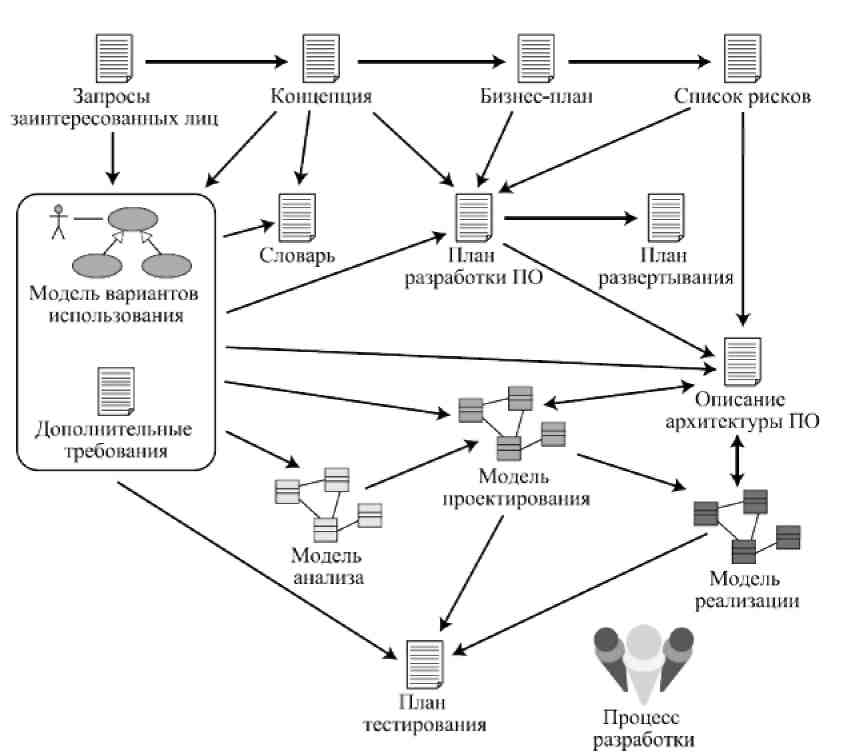 Запросы
заинтересованных лиц
Концепция
Бизнес-план
Список рисков
Модель вариантов
использования
Словарь
План
разработки ПО
План
развертывания
Дополнительные
требования
Описание
архитектуры ПО
Модель
проектирования
Модель
анализа
Модель
реализации
План
тестирования
Процесс
разработки